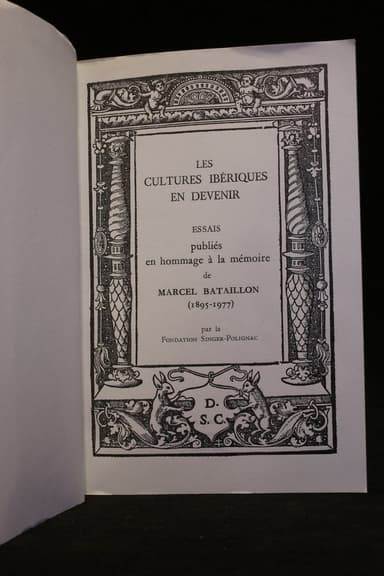 LES
CULTURES IBÉRIQUES
EN DEVENIR
ESSAIS
publiés
en hommage à la mémoire
de
MARCEL BATAILLON
(1895-1977)
par la
FONDATION SINGER-POLIGNAC
D.
S. C.